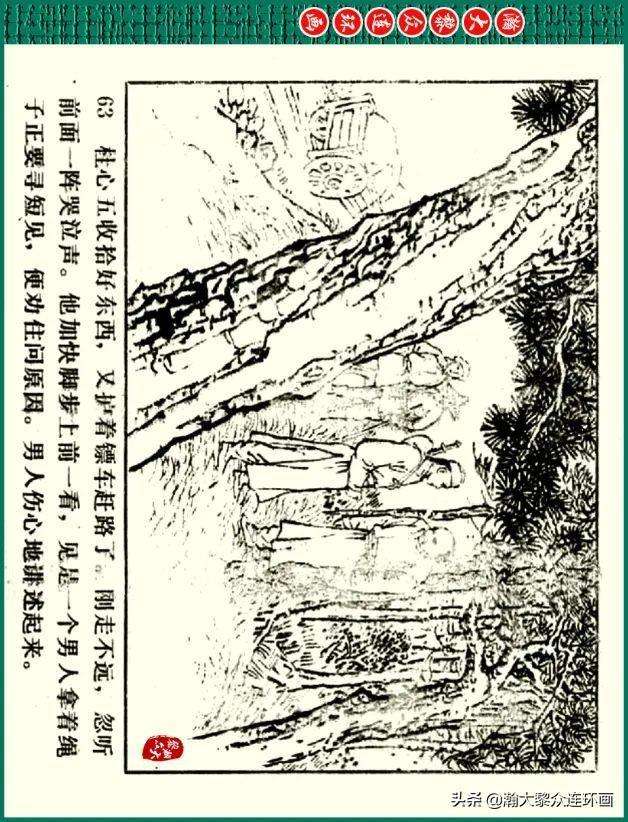 瀚大黎众连环画
63 杜心五收拾好东西，又护着镖车赶路了。刚走不远，忽听
前面一阵哭泣声。他加快脚步上前一看，见是一个男人拿着绳
子正要寻短见，便劝住问原因。男人伤心地讲述起来。
头条 @瀚大黎众连环画